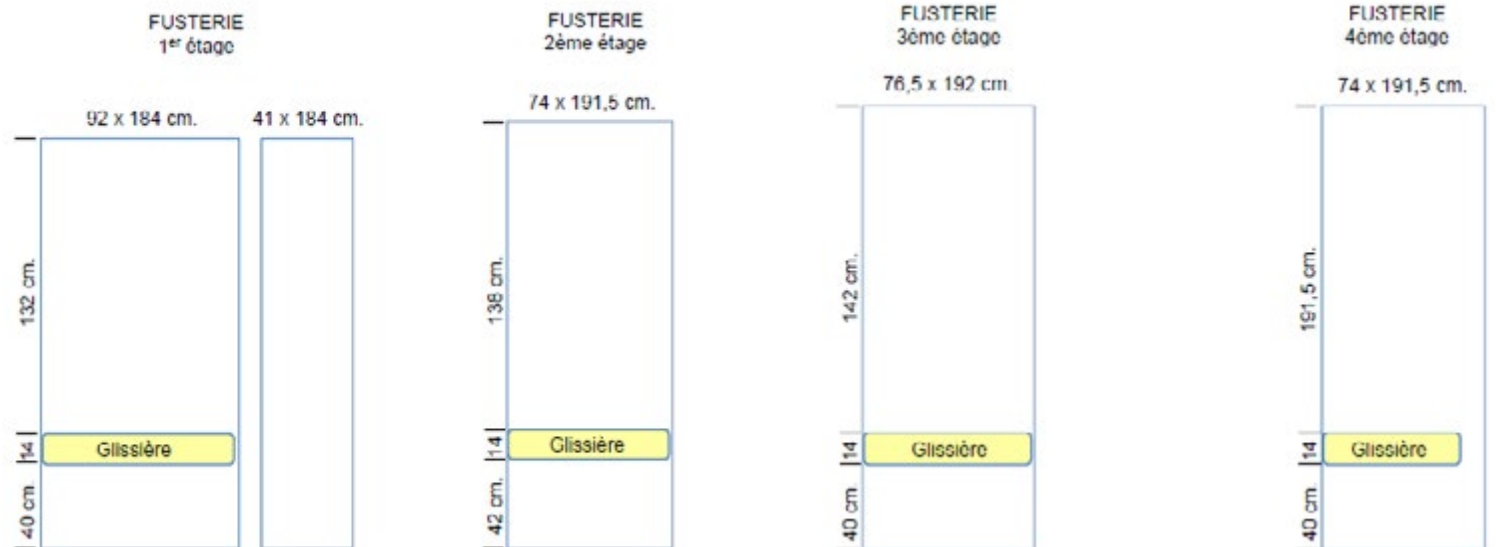 FUSTERIE
1er étage
92 x 184 cm.
41 x 184 cm.
132 cm.
14
Glissière
40 cm.
FUSTERIE
2ème étage
74 x 191,5 cm.
138 cm.
14
Glissière
42 cm.
FUSTERIE
3ème étage
76,5 x 192 cm.
142 cm.
14
Glissière
40 cm.
FUSTERIE
4ème étage
74 x 191,5 cm.
191,5 cm.
14
Glissière
40 cm.